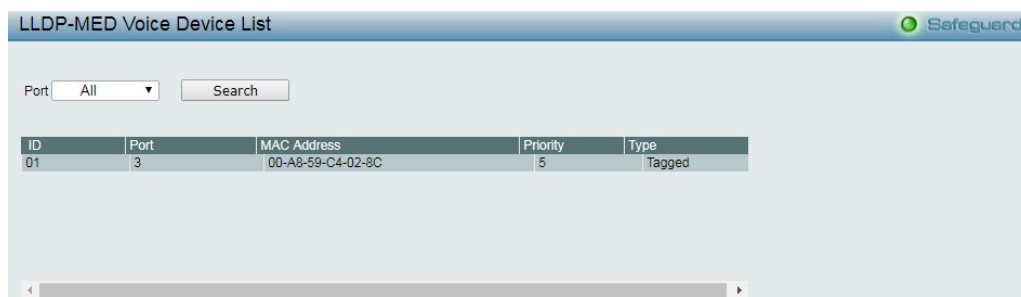 LLDP-MED Voice Device List Safeguard
Port All Search
ID Port MAC Address Priority Type
01 3 00-A8-59-C4-02-8C 5 Tagged